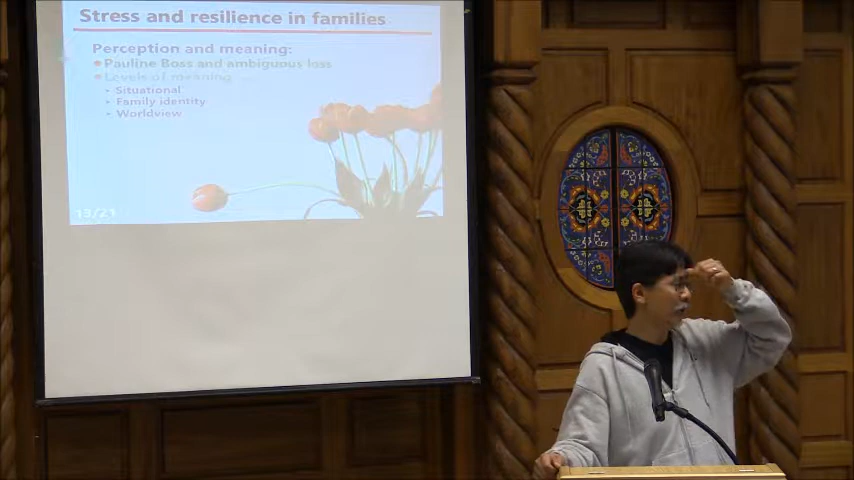 Stress and resilience in families
Perception and meaning:
Pauline Boss and ambiguous loss
Levels of meaning
Situational
Family identity
Worldview
13/21